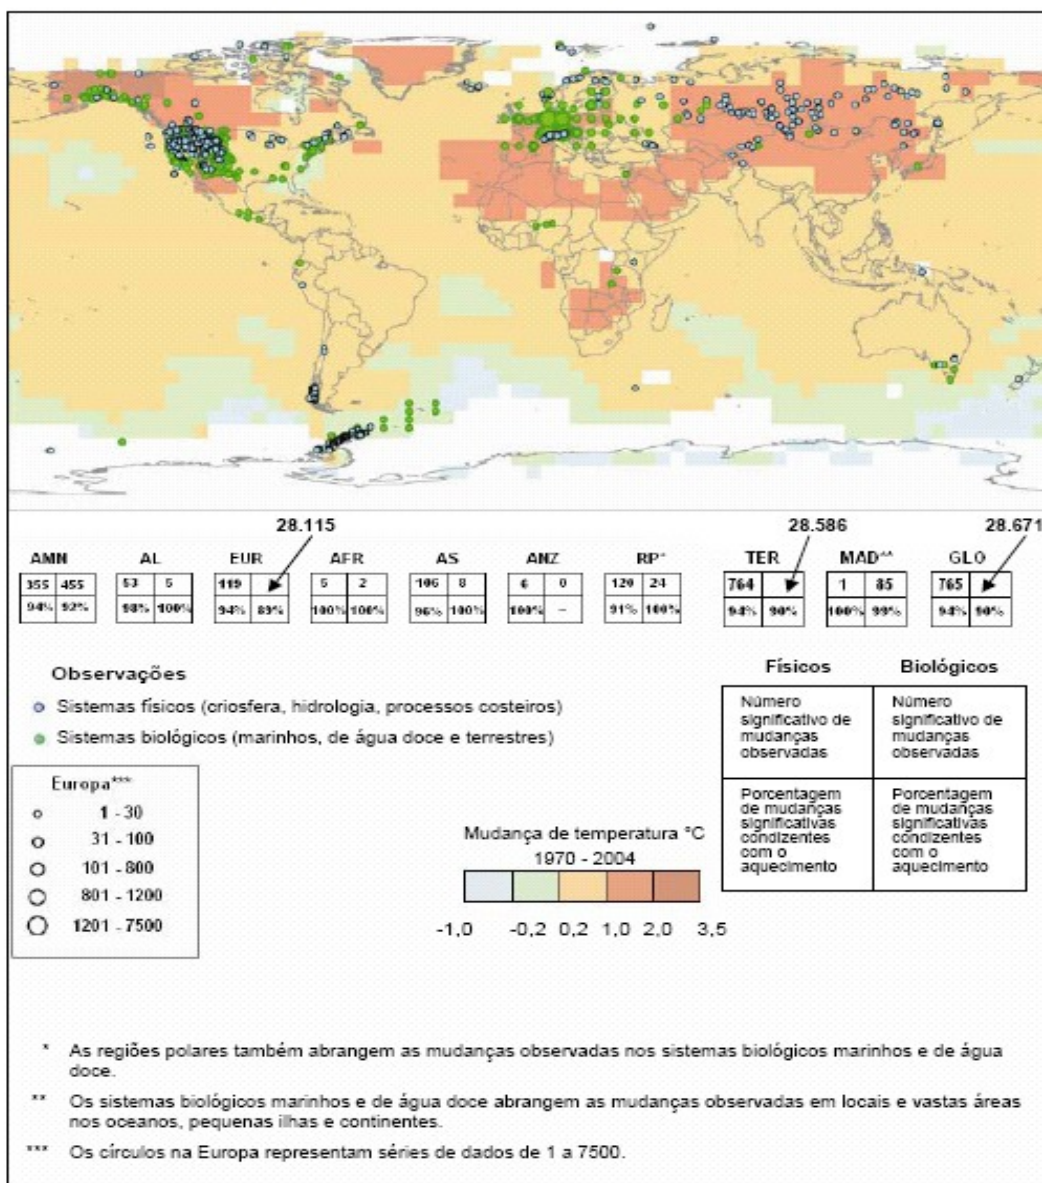 28.115 28.586 28.671
AMN AL EUR AFR AS ANZ RP* TER MAD** GLO
355 455 53 5 119 5 2 106 8 6 0 120 24 764 1 85 765
94% 92% 98% 100% 94% 89% 100% 100% 96% 100% 100% – 91% 100% 94% 90% 100% 99% 94% 90%
Observações
Sistemas físicos (criosfera, hidrologia, processos costeiros)
Sistemas biológicos (marinhos, de água doce e terrestres)
Europa***
1 - 30
31 - 100
101 - 800
801 - 1200
1201 - 7500
Mudança de temperatura °C
1970 - 2004
-1,0 -0,2 0,2 1,0 2,0 3,5
Físicos Biológicos
Número Número
significativo de significativo de
mudanças mudanças
observadas observadas
Porcentagem Porcentagem
de mudanças de mudanças
significativas significativas
condizentes condizentes
com o com o
aquecimento aquecimento
* As regiões polares também abrangem as mudanças observadas nos sistemas biológicos marinhos e de água
doce.
** Os sistemas biológicos marinhos e de água doce abrangem as mudanças observadas em locais e vastas áreas
nos oceanos, pequenas ilhas e continentes.
*** Os círculos na Europa representam séries de dados de 1 a 7500.